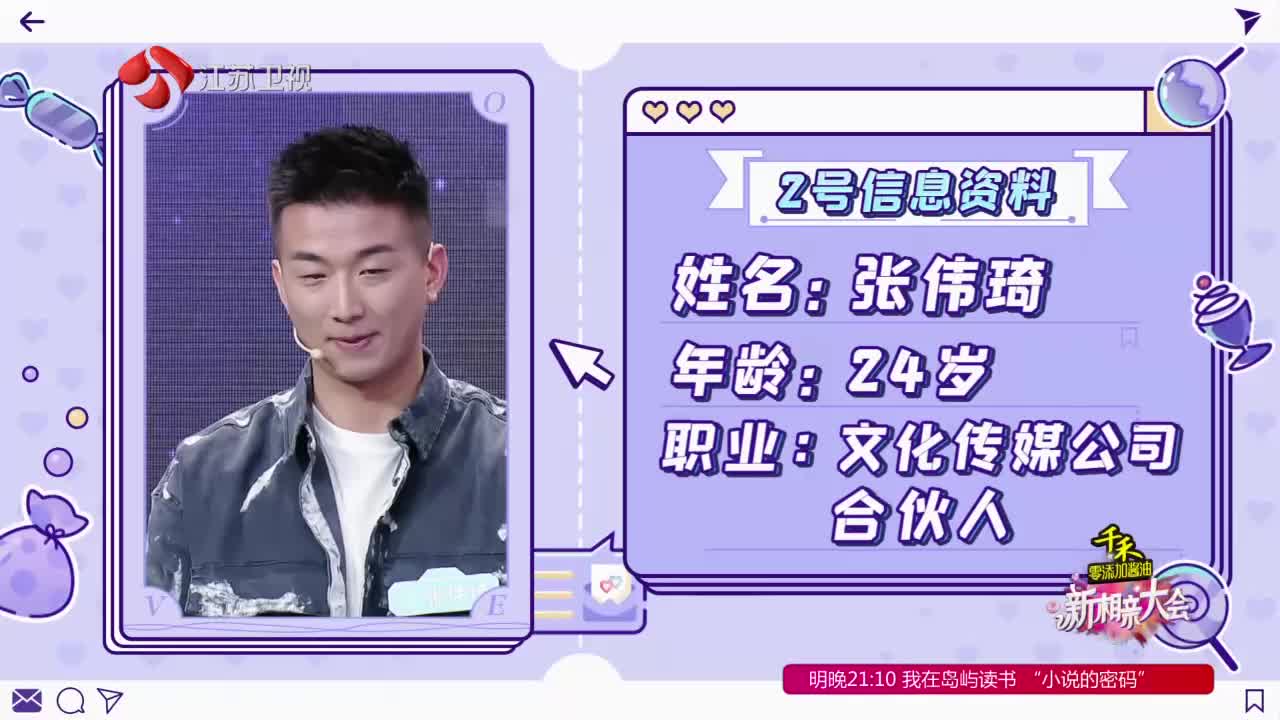 江苏卫视
L O
V E
2号信息资料
姓名：张伟琦
年龄：24岁
职业：文化传媒公司
合伙人
千禾
零添加酱油
新相亲大会
明晚21:10 我在岛屿读书 “小说的密码”